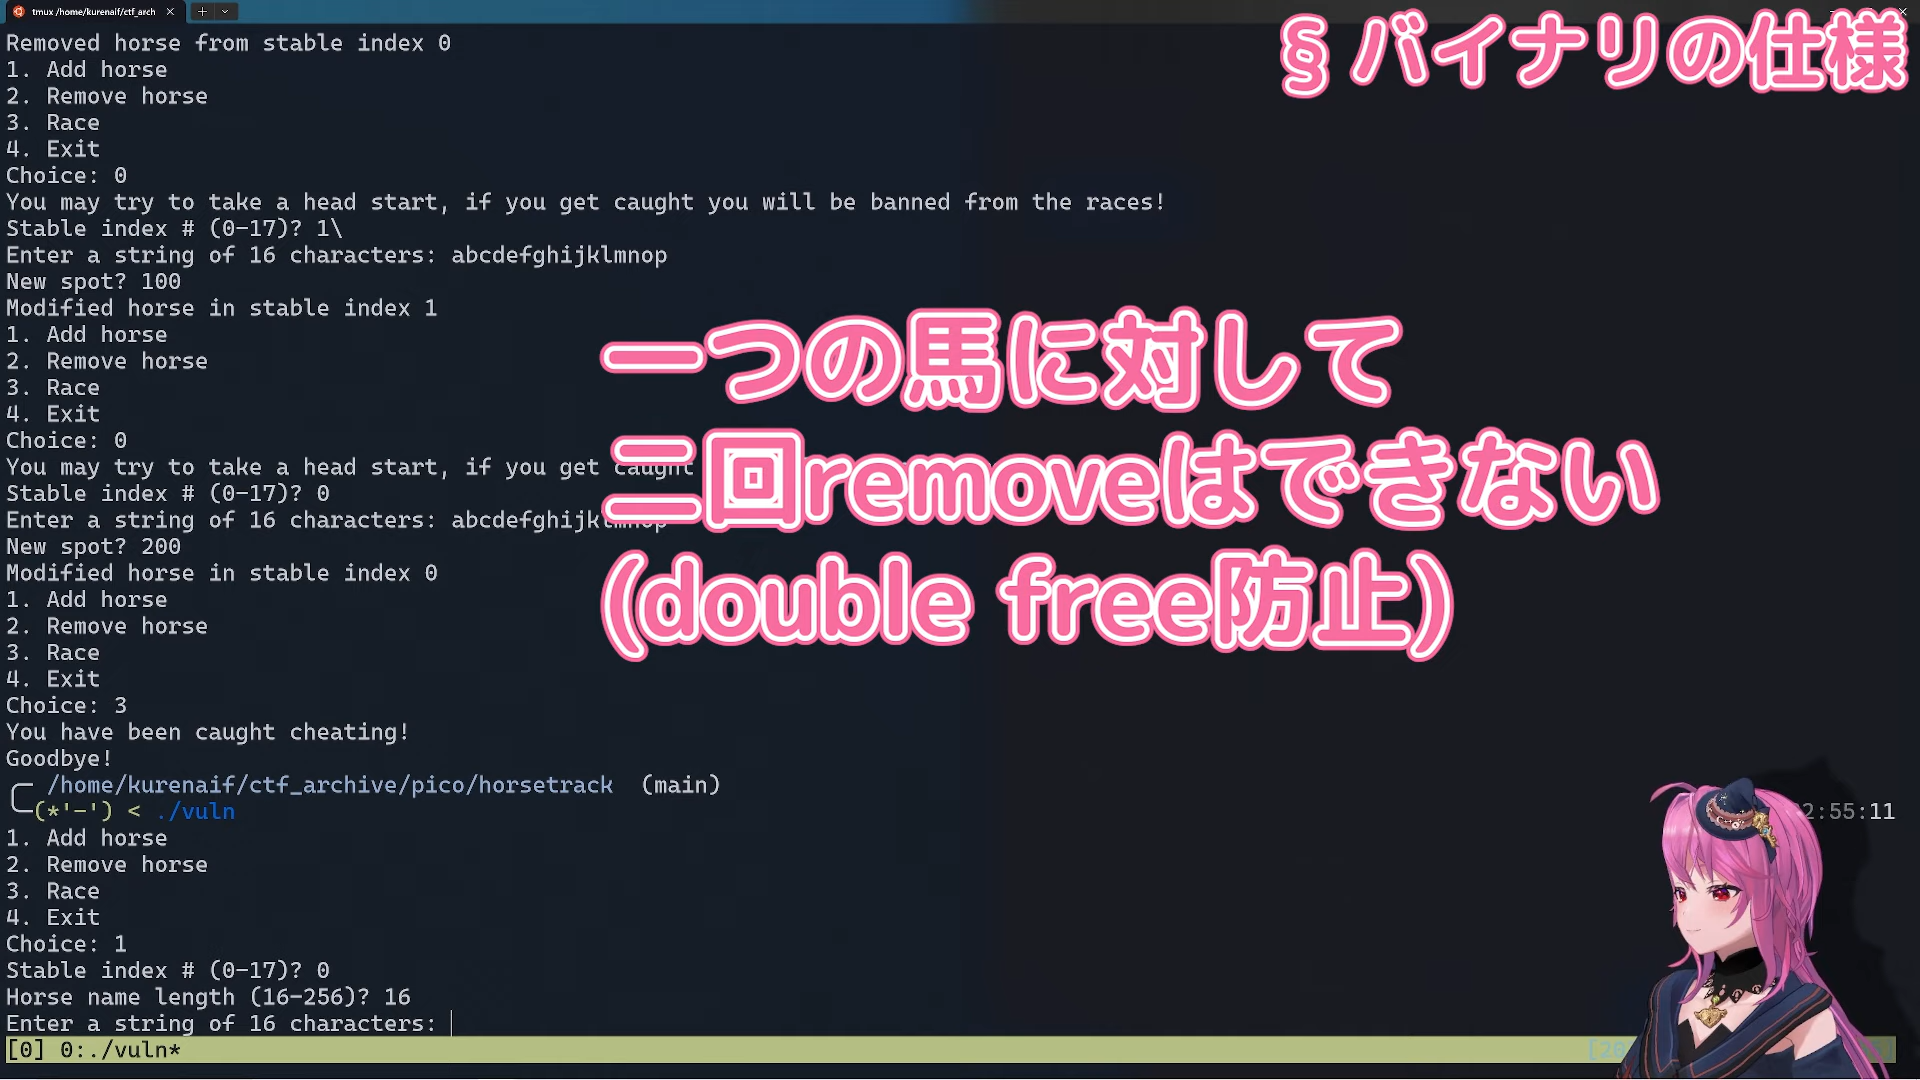 tmux /home/kurenaif/ctf_arch
§バイナリの仕様
Removed horse from stable index 0
1. Add horse
2. Remove horse
3. Race
4. Exit
Choice: 0
You may try to take a head start, if you get caught you will be banned from the races!
Stable index # (0-17)? 1\
Enter a string of 16 characters: abcdefghijklmnop
New spot? 100
Modified horse in stable index 1
1. Add horse
2. Remove horse
3. Race
4. Exit
Choice: 0
You may try to take a head start, if you get caught
Stable index # (0-17)? 0
Enter a string of 16 characters: abcdefghijklmnop
New spot? 200
Modified horse in stable index 0
1. Add horse
2. Remove horse
3. Race
4. Exit
Choice: 3
You have been caught cheating!
Goodbye!
一つの馬に対して
二回removeはできない
(double free防止)
/home/kurenaif/ctf_archive/pico/horsetrack (main)
(*'-') < ./vuln
2:55:11
1. Add horse
2. Remove horse
3. Race
4. Exit
Choice: 1
Stable index # (0-17)? 0
Horse name length (16-256)? 16
Enter a string of 16 characters:
[0] 0:./vuln*